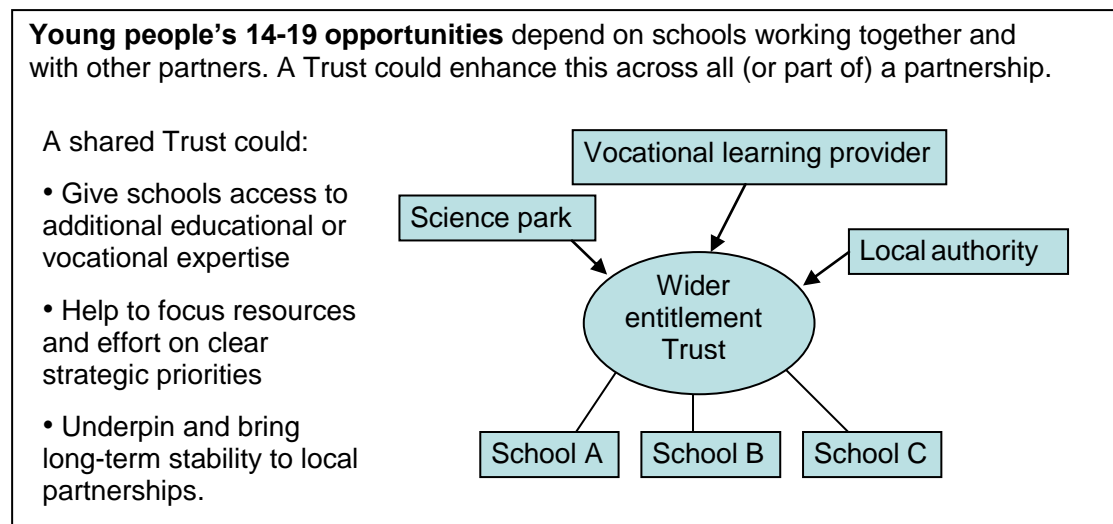 Young people’s 14-19 opportunities depend on schools working together and
with other partners. A Trust could enhance this across all (or part of) a partnership.
A shared Trust could:
• Give schools access to
additional educational or
vocational expertise
• Help to focus resources
and effort on clear
strategic priorities
• Underpin and bring
long-term stability to local
partnerships.
Vocational learning provider
Science park
Local authority
Wider
entitlement
Trust
School A
School B
School C